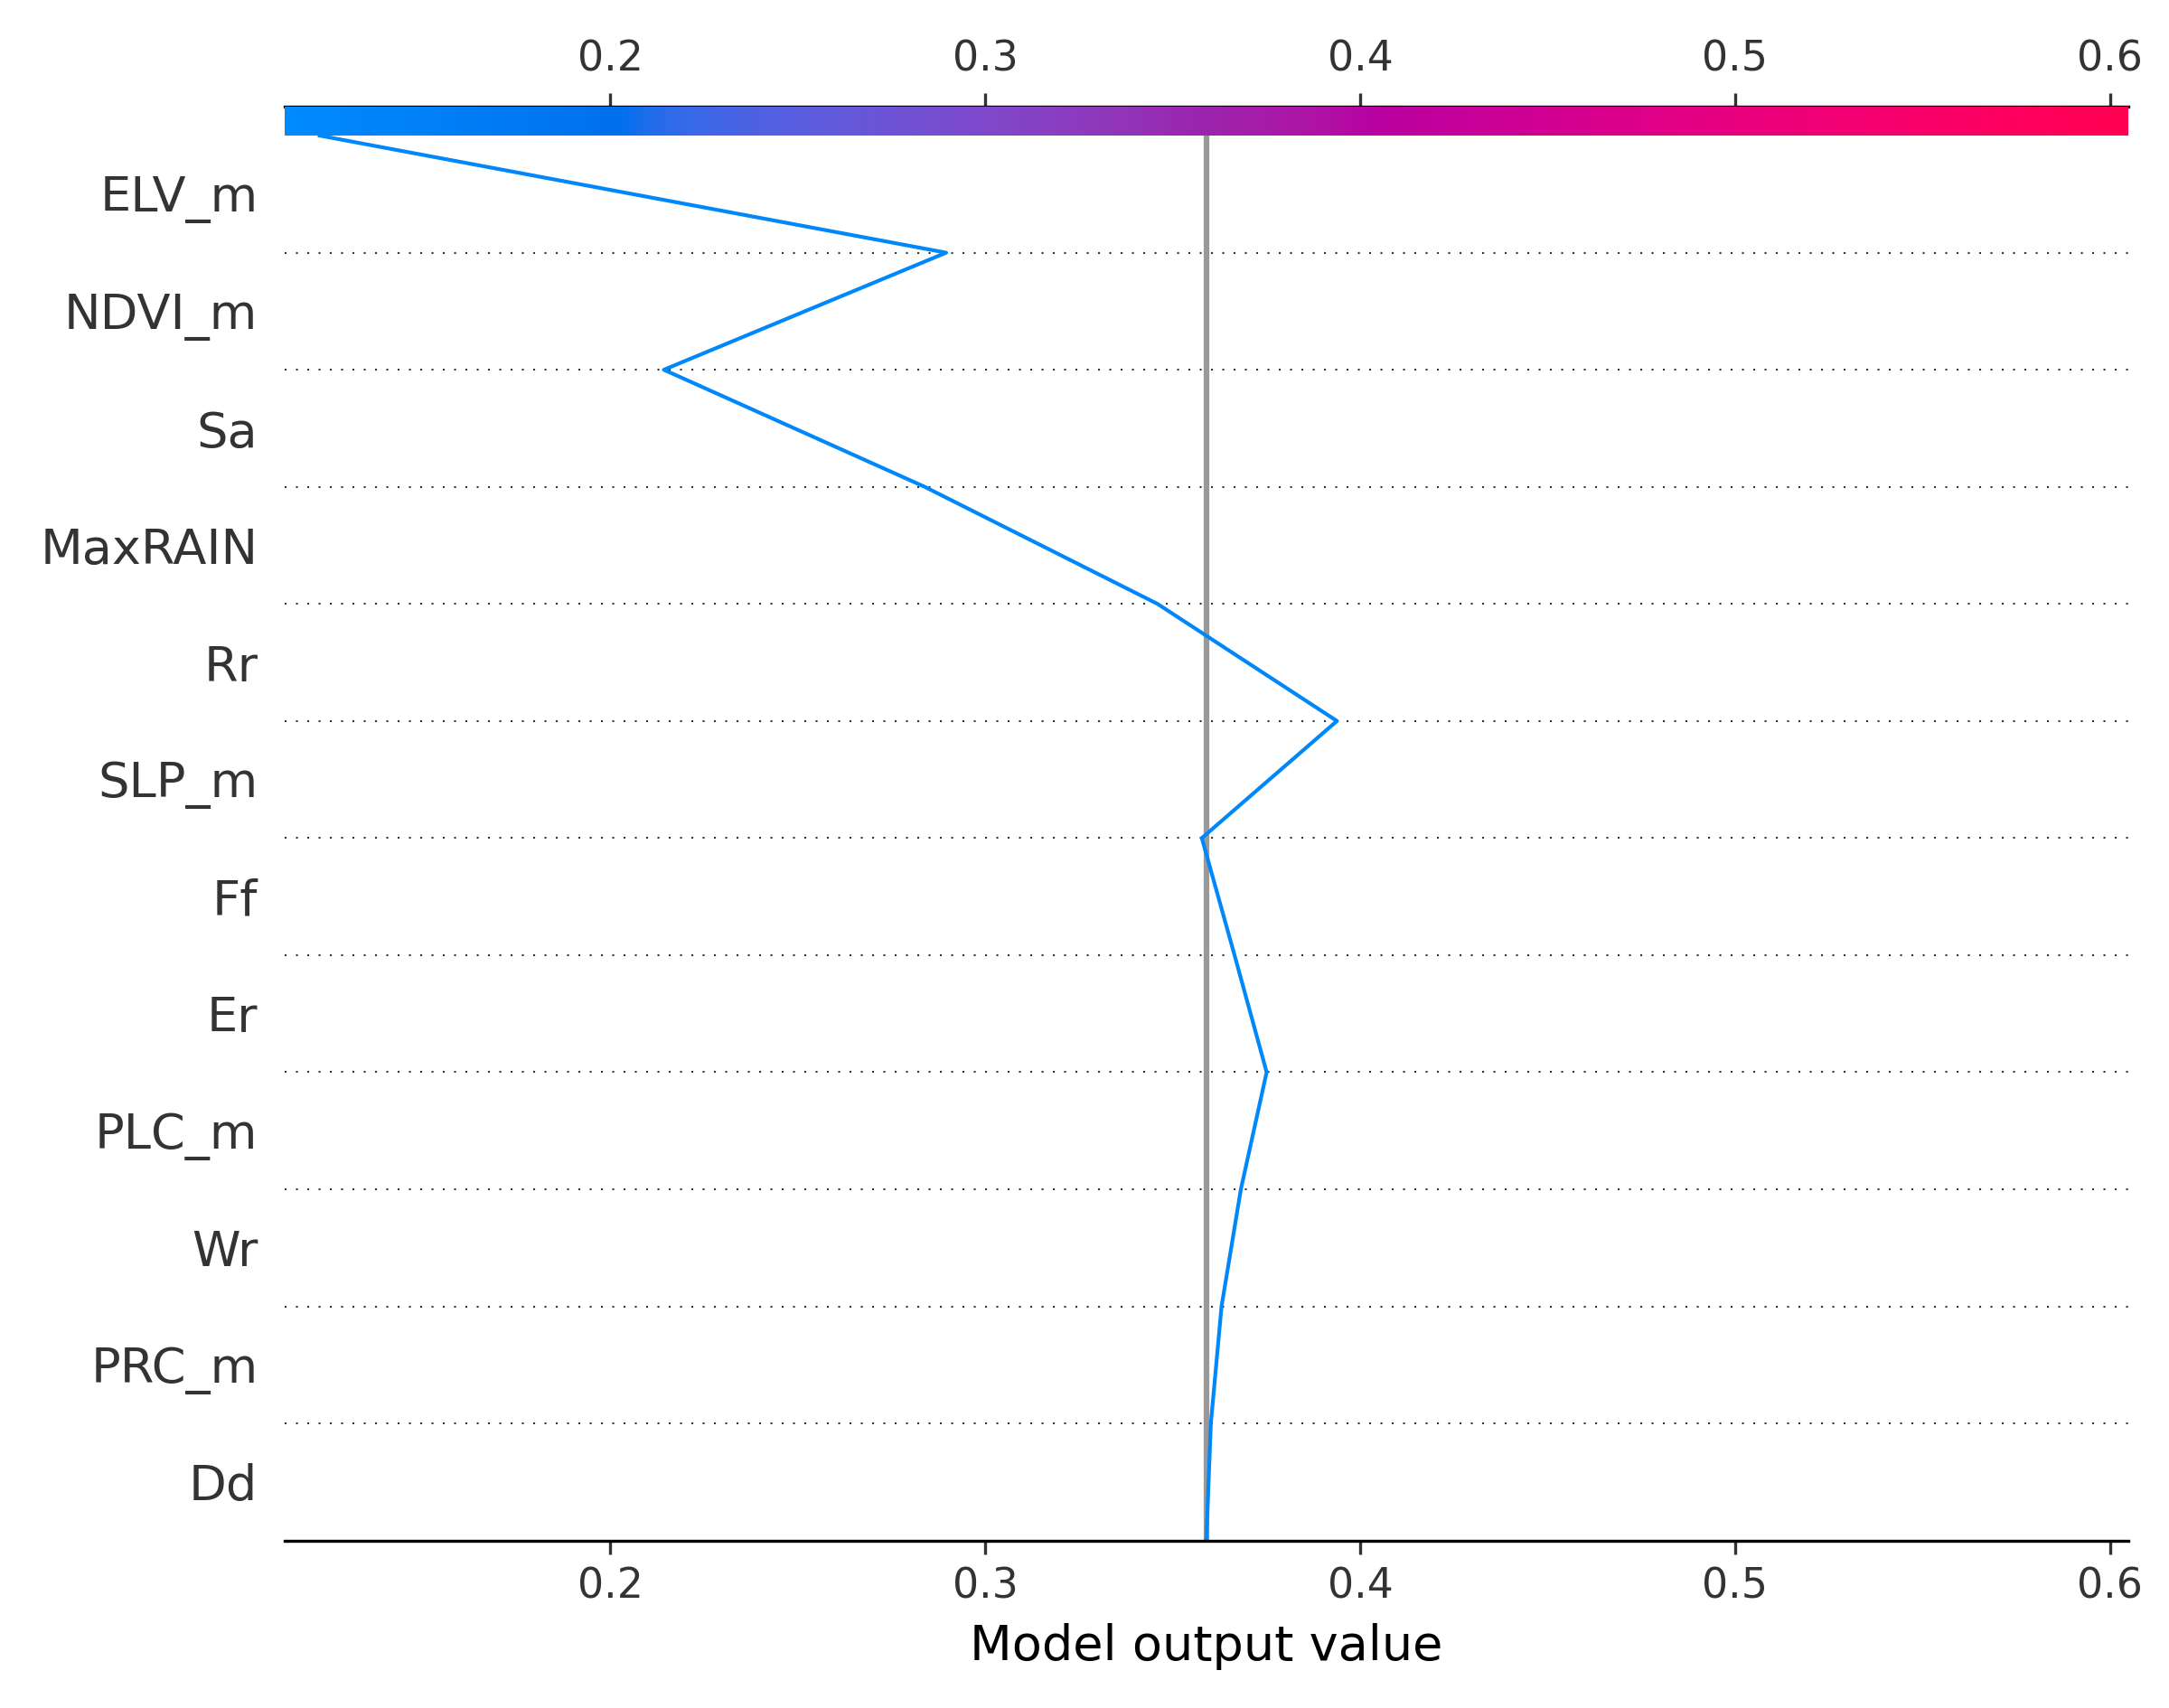 0.2 0.3 0.4 0.5 0.6
ELV_m
NDVI_m
Sa
MaxRAIN
Rr
SLP_m
Ff
Er
PLC_m
Wr
PRC_m
Dd
0.2 0.3 0.4 0.5 0.6
Model output value